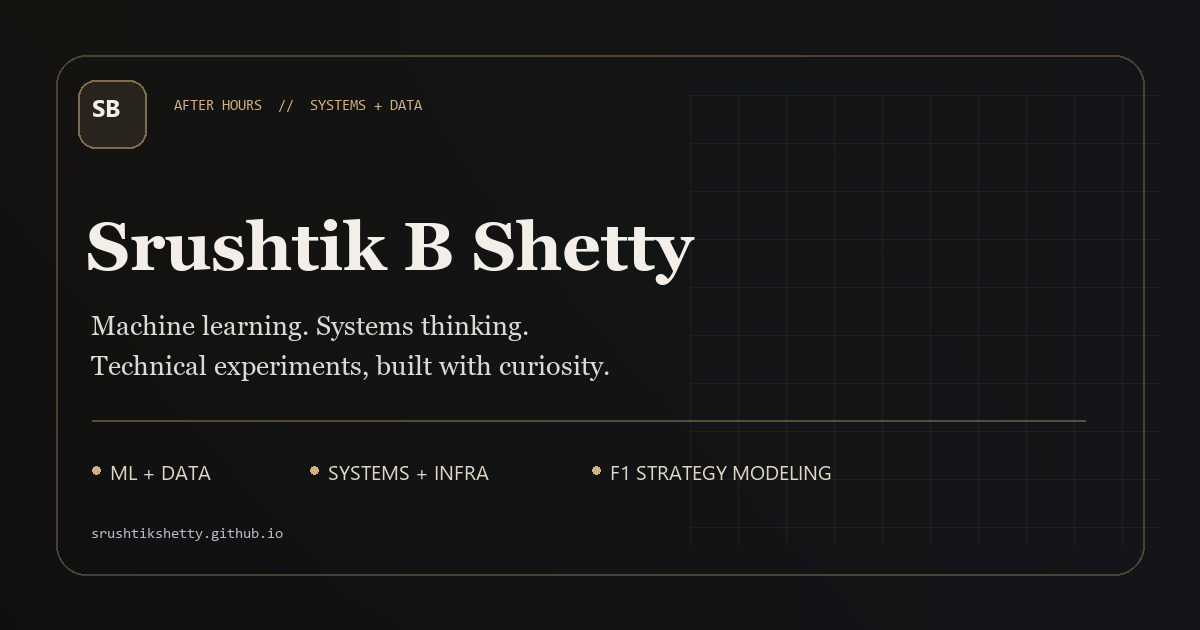 SB
AFTER HOURS // SYSTEMS + DATA
Srushtik B Shetty
Machine learning. Systems thinking.
Technical experiments, built with curiosity.
ML + DATA
SYSTEMS + INFRA
F1 STRATEGY MODELING
srushtikshetty.github.io